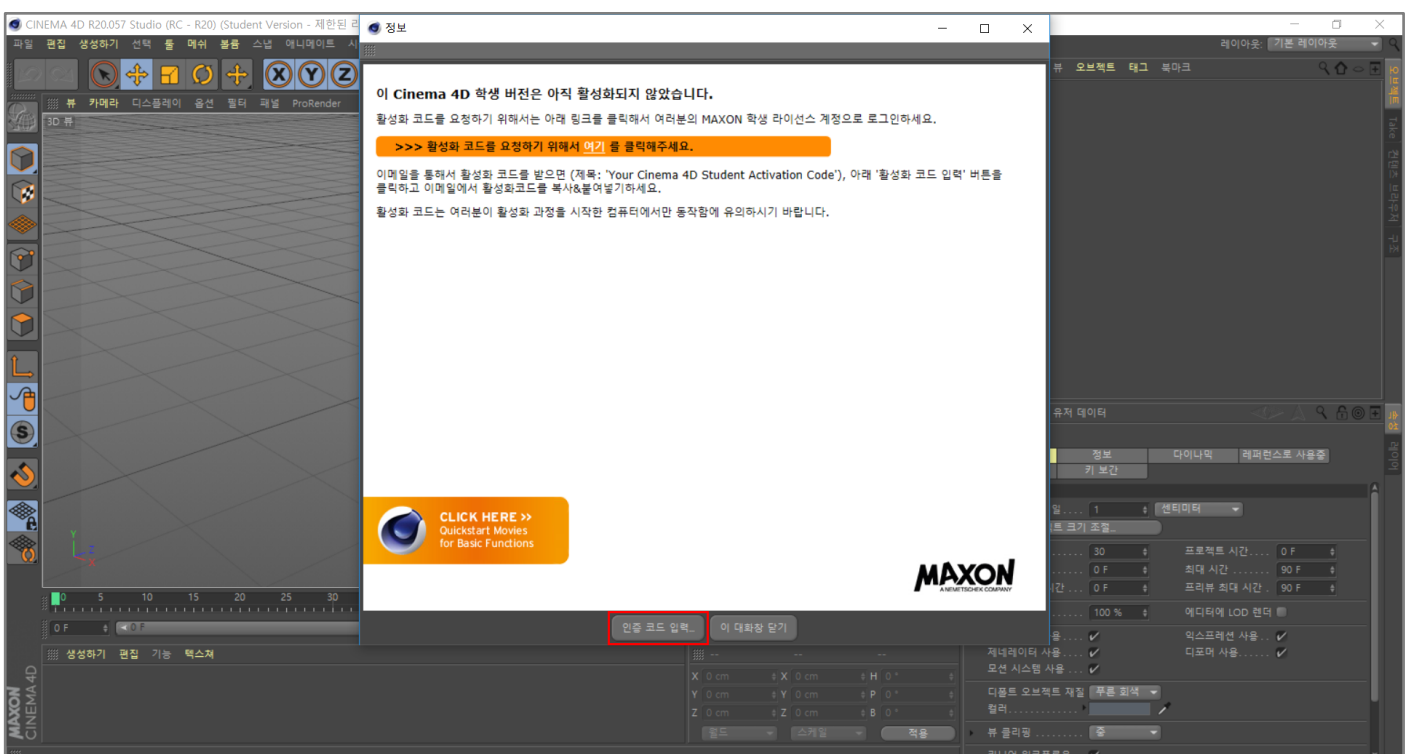 CINEMA 4D R20.057 Studio (RC - R20) (Student Version - 제한된
정보
파일 편집 생성하기 선택 툴 메쉬 볼륨 스냅 애니메이트
레이아웃: 기본 레이아웃
X Y Z
뷰 오브젝트 태그 북마크
뷰 카메라 디스플레이 옵션 필터 패널 ProRender
3D 뷰
이 Cinema 4D 학생 버전은 아직 활성화되지 않았습니다.
활성화 코드를 요청하기 위해서는 아래 링크를 클릭해서 여러분의 MAXON 학생 라이선스 계정으로 로그인하세요.
>>> 활성화 코드를 요청하기 위해서 여기 를 클릭해주세요.
이메일을 통해서 활성화 코드를 받으면 (제목: 'Your Cinema 4D Student Activation Code'), 아래 '활성화 코드 입력' 버튼을
클릭하고 이메일에서 활성화코드를 복사&붙여넣기하세요.
활성화 코드는 여러분이 활성화 과정을 시작한 컴퓨터에서만 동작함에 유의하시기 바랍니다.
오브젝트
Take
컨텐츠 브라우저
구조
CLICK HERE >>
Quickstart Movies
for Basic Functions
MAXON
A NEMETSCHEK COMPANY
인증 코드 입력...
이 대화창 닫기
유저 데이터
속성
레이어
정보 다이나믹 레퍼런스로 사용중
키 보간
1 센티미터
트 크기 조절...
30 프로젝트 시간.... 0 F
0 F 최대 시간 ....... 90 F
0 F 프리뷰 최대 시간 . 90 F
100 % 에디터에 LOD 렌더
익스프레션 사용 . .
제네레이터 사용 ....
디포머 사용......
모션 시스템 사용 ...
디폴트 오브젝트 재질 푸른 회색
컬러.............
뷰 클리핑 ......... 중
Y
Z
X
0 5 10 15 20 25 30
0 F 0 F
생성하기 편집 기능 텍스쳐
-- -- --
X 0 cm X 0 cm H 0 °
Y 0 cm Y 0 cm P 0 °
Z 0 cm Z 0 cm B 0 °
월드 스케일 적용
MAXON
CINEMA 4D